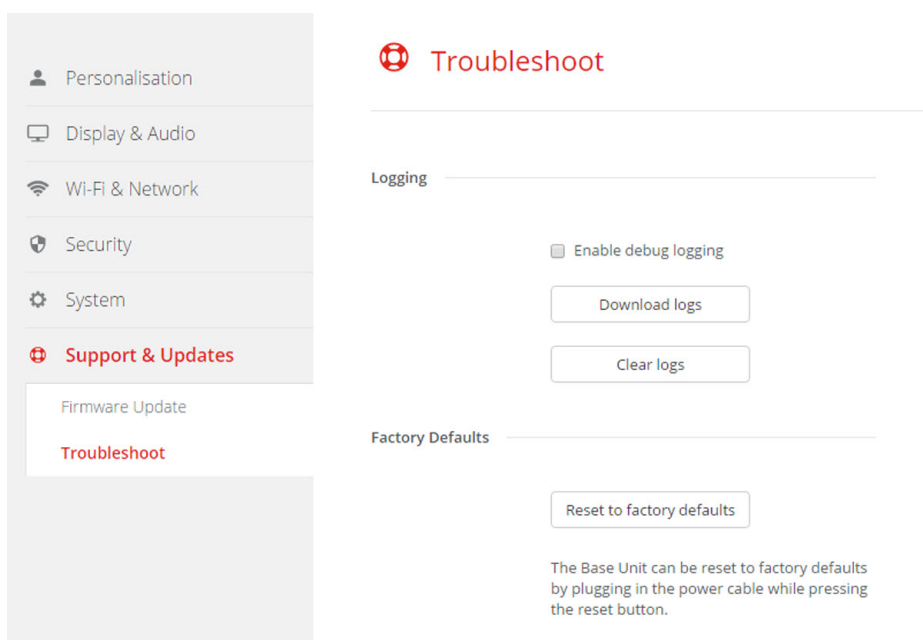 Personalisation
Display & Audio
Wi-Fi & Network
Security
System
Support & Updates
Firmware Update
Troubleshoot
Troubleshoot
Logging
Enable debug logging
Download logs
Clear logs
Factory Defaults
Reset to factory defaults
The Base Unit can be reset to factory defaults
by plugging in the power cable while pressing
the reset button.